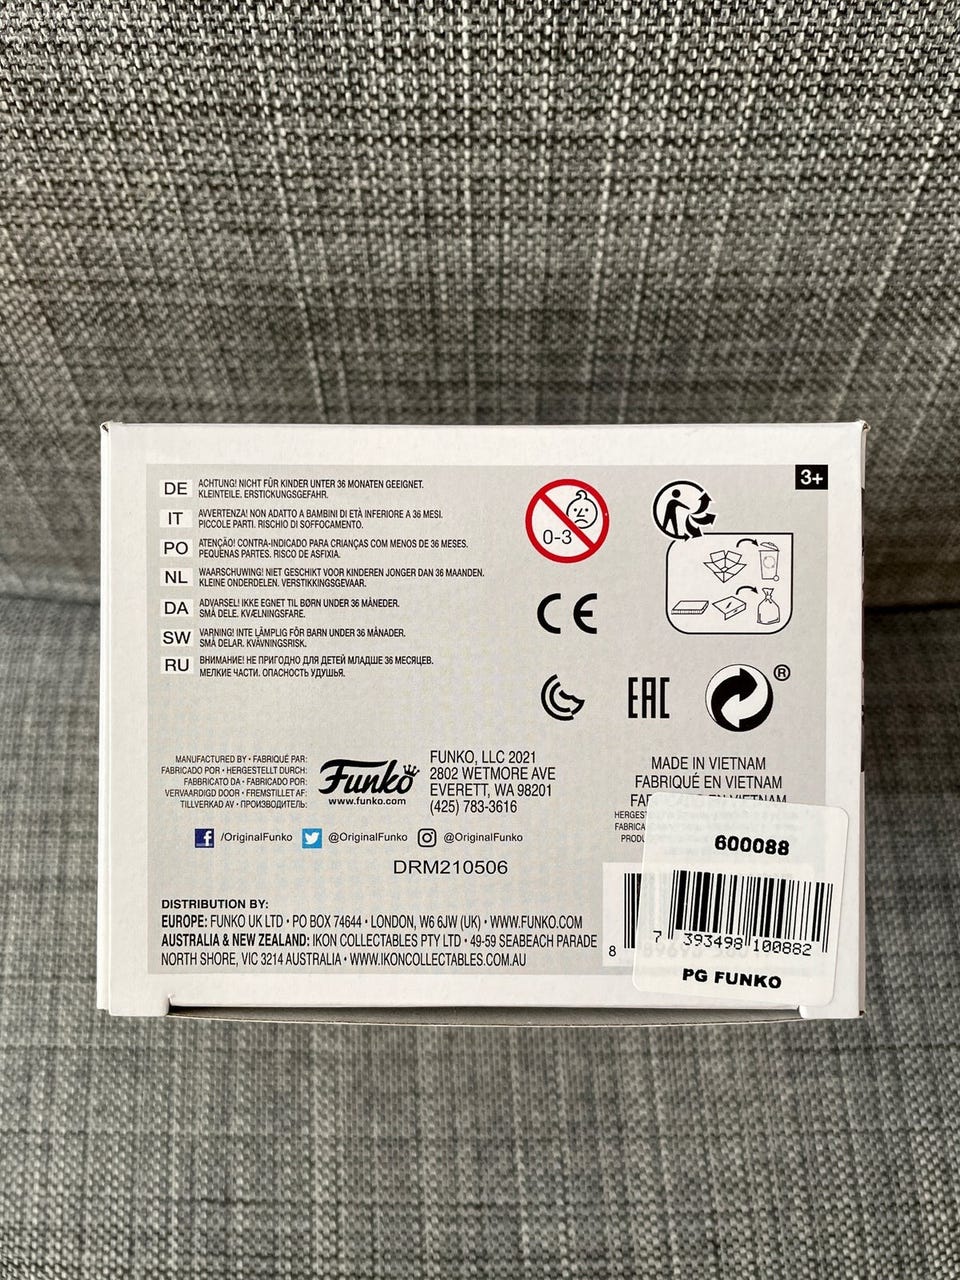 3+
DE
ACHTUNG! NICHT FÜR KINDER UNTER 36 MONATEN GEEIGNET.
KLEINTEILE. ERSTICKUNGSGEFAHR.
IT
AVVERTENZA! NON ADATTO A BAMBINI DI ETÀ INFERIORE A 36 MESI.
PICCOLE PARTI. RISCHIO DI SOFFOCAMENTO.
PO
ATENÇÃO! CONTRA-INDICADO PARA CRIANÇAS COM MENOS DE 36 MESES.
PEQUENAS PARTES. RISCO DE ASFIXIA.
NL
WAARSCHUWING! NIET GESCHIKT VOOR KINDEREN JONGER DAN 36 MAANDEN.
KLEINE ONDERDELEN. VERSTIKKINGSGEVAAR.
DA
ADVARSEL! IKKE EGNET TIL BØRN UNDER 36 MÅNEDER.
SMÅ DELE. KVÆLNINGSFARE.
SW
VARNING! INTE LÄMPLIG FÖR BARN UNDER 36 MÅNADER.
SMÅ DELAR. KVÄVNINGSRISK.
RU
ВНИМАНИЕ! НЕ ПРИГОДНО ДЛЯ ДЕТЕЙ МЛАДШЕ 36 МЕСЯЦЕВ.
МЕЛКИЕ ЧАСТИ. ОПАСНОСТЬ УДУШЬЯ.
0-3
CE
EAC
®
MANUFACTURED BY • FABRIQUÉ PAR:
FABRICADO POR • HERGESTELLT DURCH:
FABBRICATO DA • FABRICADO POR:
VERVAARDIGD DOOR • FREMSTILLET AF:
TILLVERKAD AV • ПРОИЗВОДИТЕЛЬ:
Funko
www.funko.com
FUNKO, LLC 2021
2802 WETMORE AVE
EVERETT, WA 98201
(425) 783-3616
/OriginalFunko
@OriginalFunko
@OriginalFunko
DRM210506
MADE IN VIETNAM
FABRIQUÉ EN VIETNAM
EN VIETNAM
DISTRIBUTION BY:
EUROPE: FUNKO UK LTD • PO BOX 74644 • LONDON, W6 6JW (UK) • WWW.FUNKO.COM
AUSTRALIA & NEW ZEALAND: IKON COLLECTABLES PTY LTD • 49-59 SEABEACH PARADE
NORTH SHORE, VIC 3214 AUSTRALIA • WWW.IKONCOLLECTABLES.COM.AU
8
600088
7 393498 100882
PG FUNKO